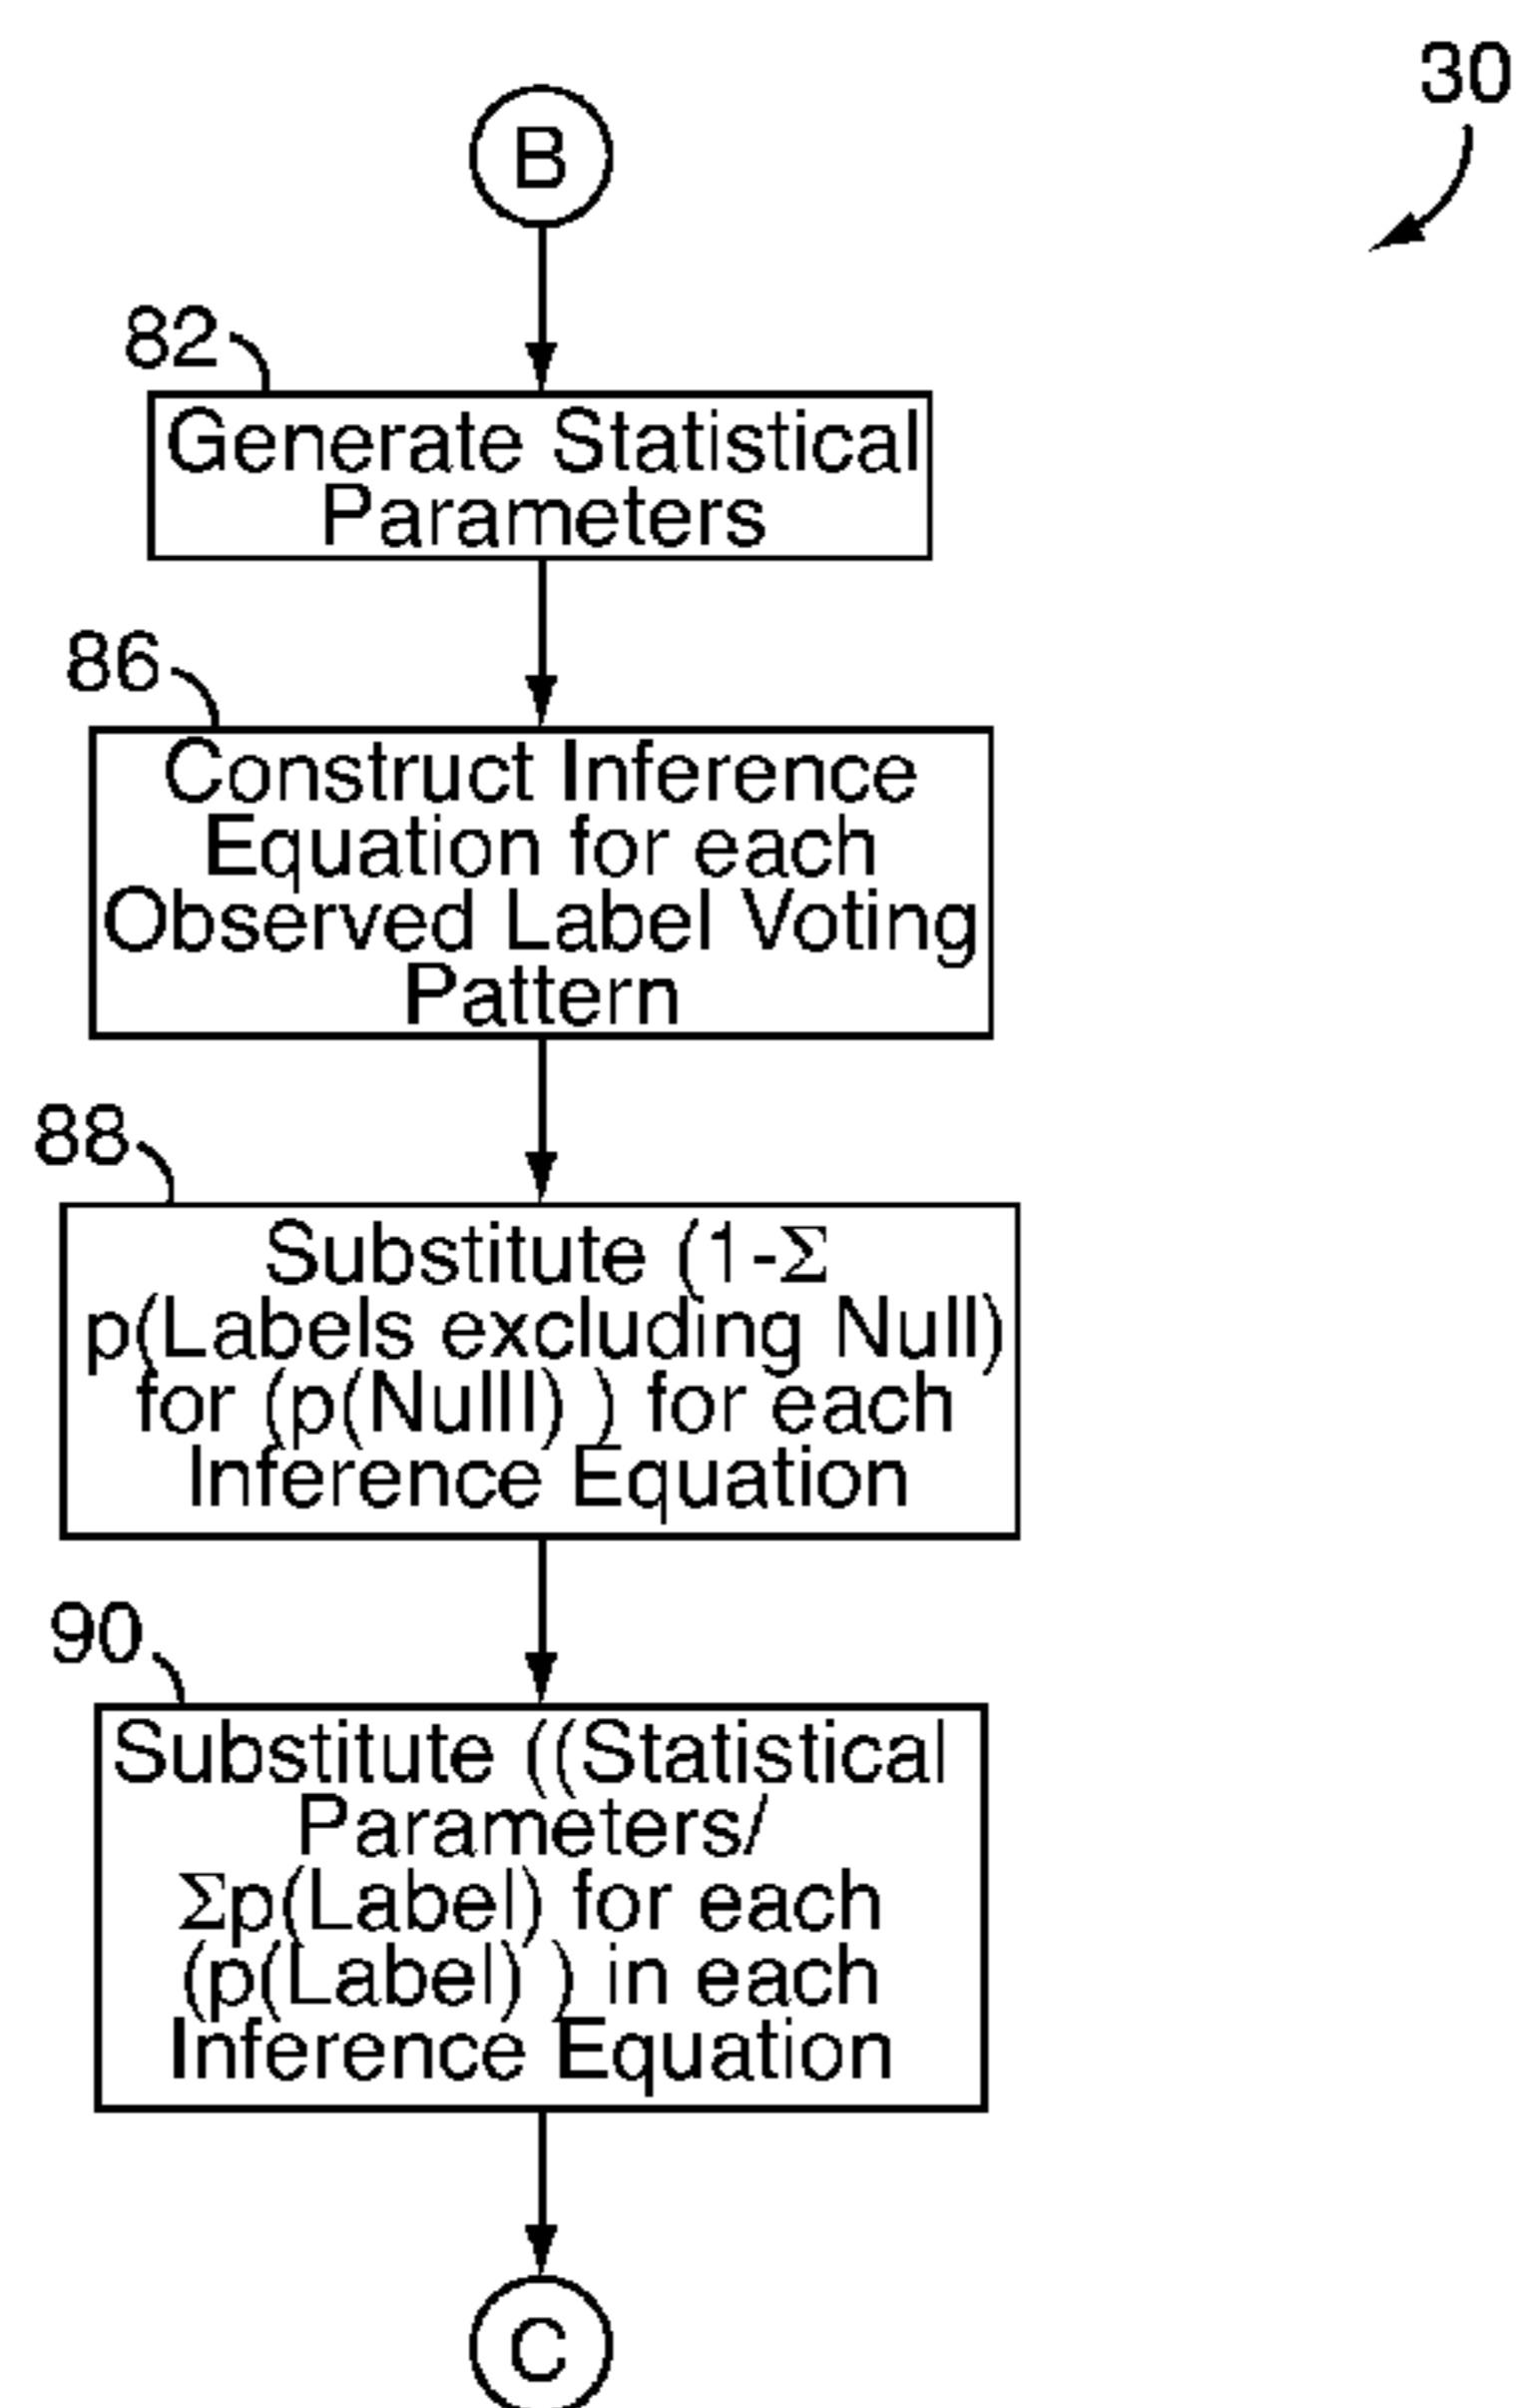 30
B
82
Generate Statistical
Parameters
86
Construct Inference
Equation for each
Observed Label Voting
Pattern
88
Substitute (1-Σ
p(Labels excluding Null)
for (p(Null) ) for each
Inference Equation
90
Substitute ((Statistical
Parameters/
Σp(Label) for each
(p(Label) ) in each
Inference Equation
C